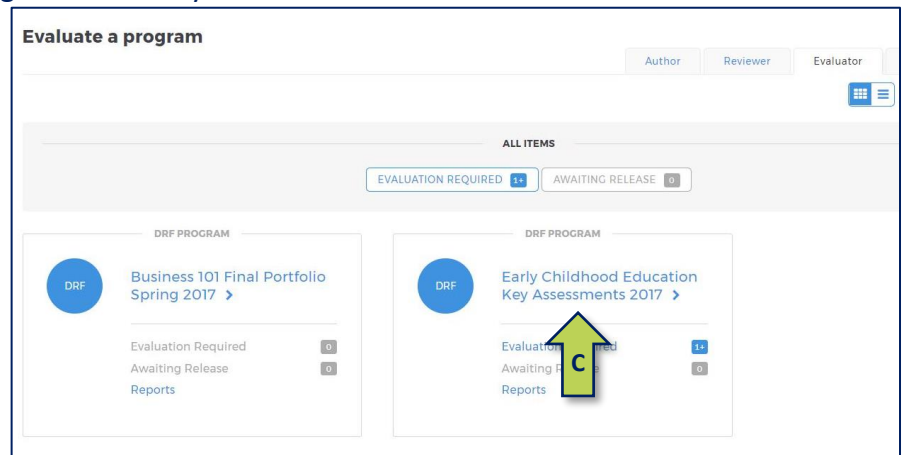 Evaluate a program
Author Reviewer Evaluator
ALL ITEMS
EVALUATION REQUIRED 1+ AWAITING RELEASE 0
DRF PROGRAM
DRF
Business 101 Final Portfolio
Spring 2017 >
Evaluation Required 0
Awaiting Release 0
Reports
DRF PROGRAM
DRF
Early Childhood Education
Key Assessments 2017 >
1+
Awaiting 0
Reports
C